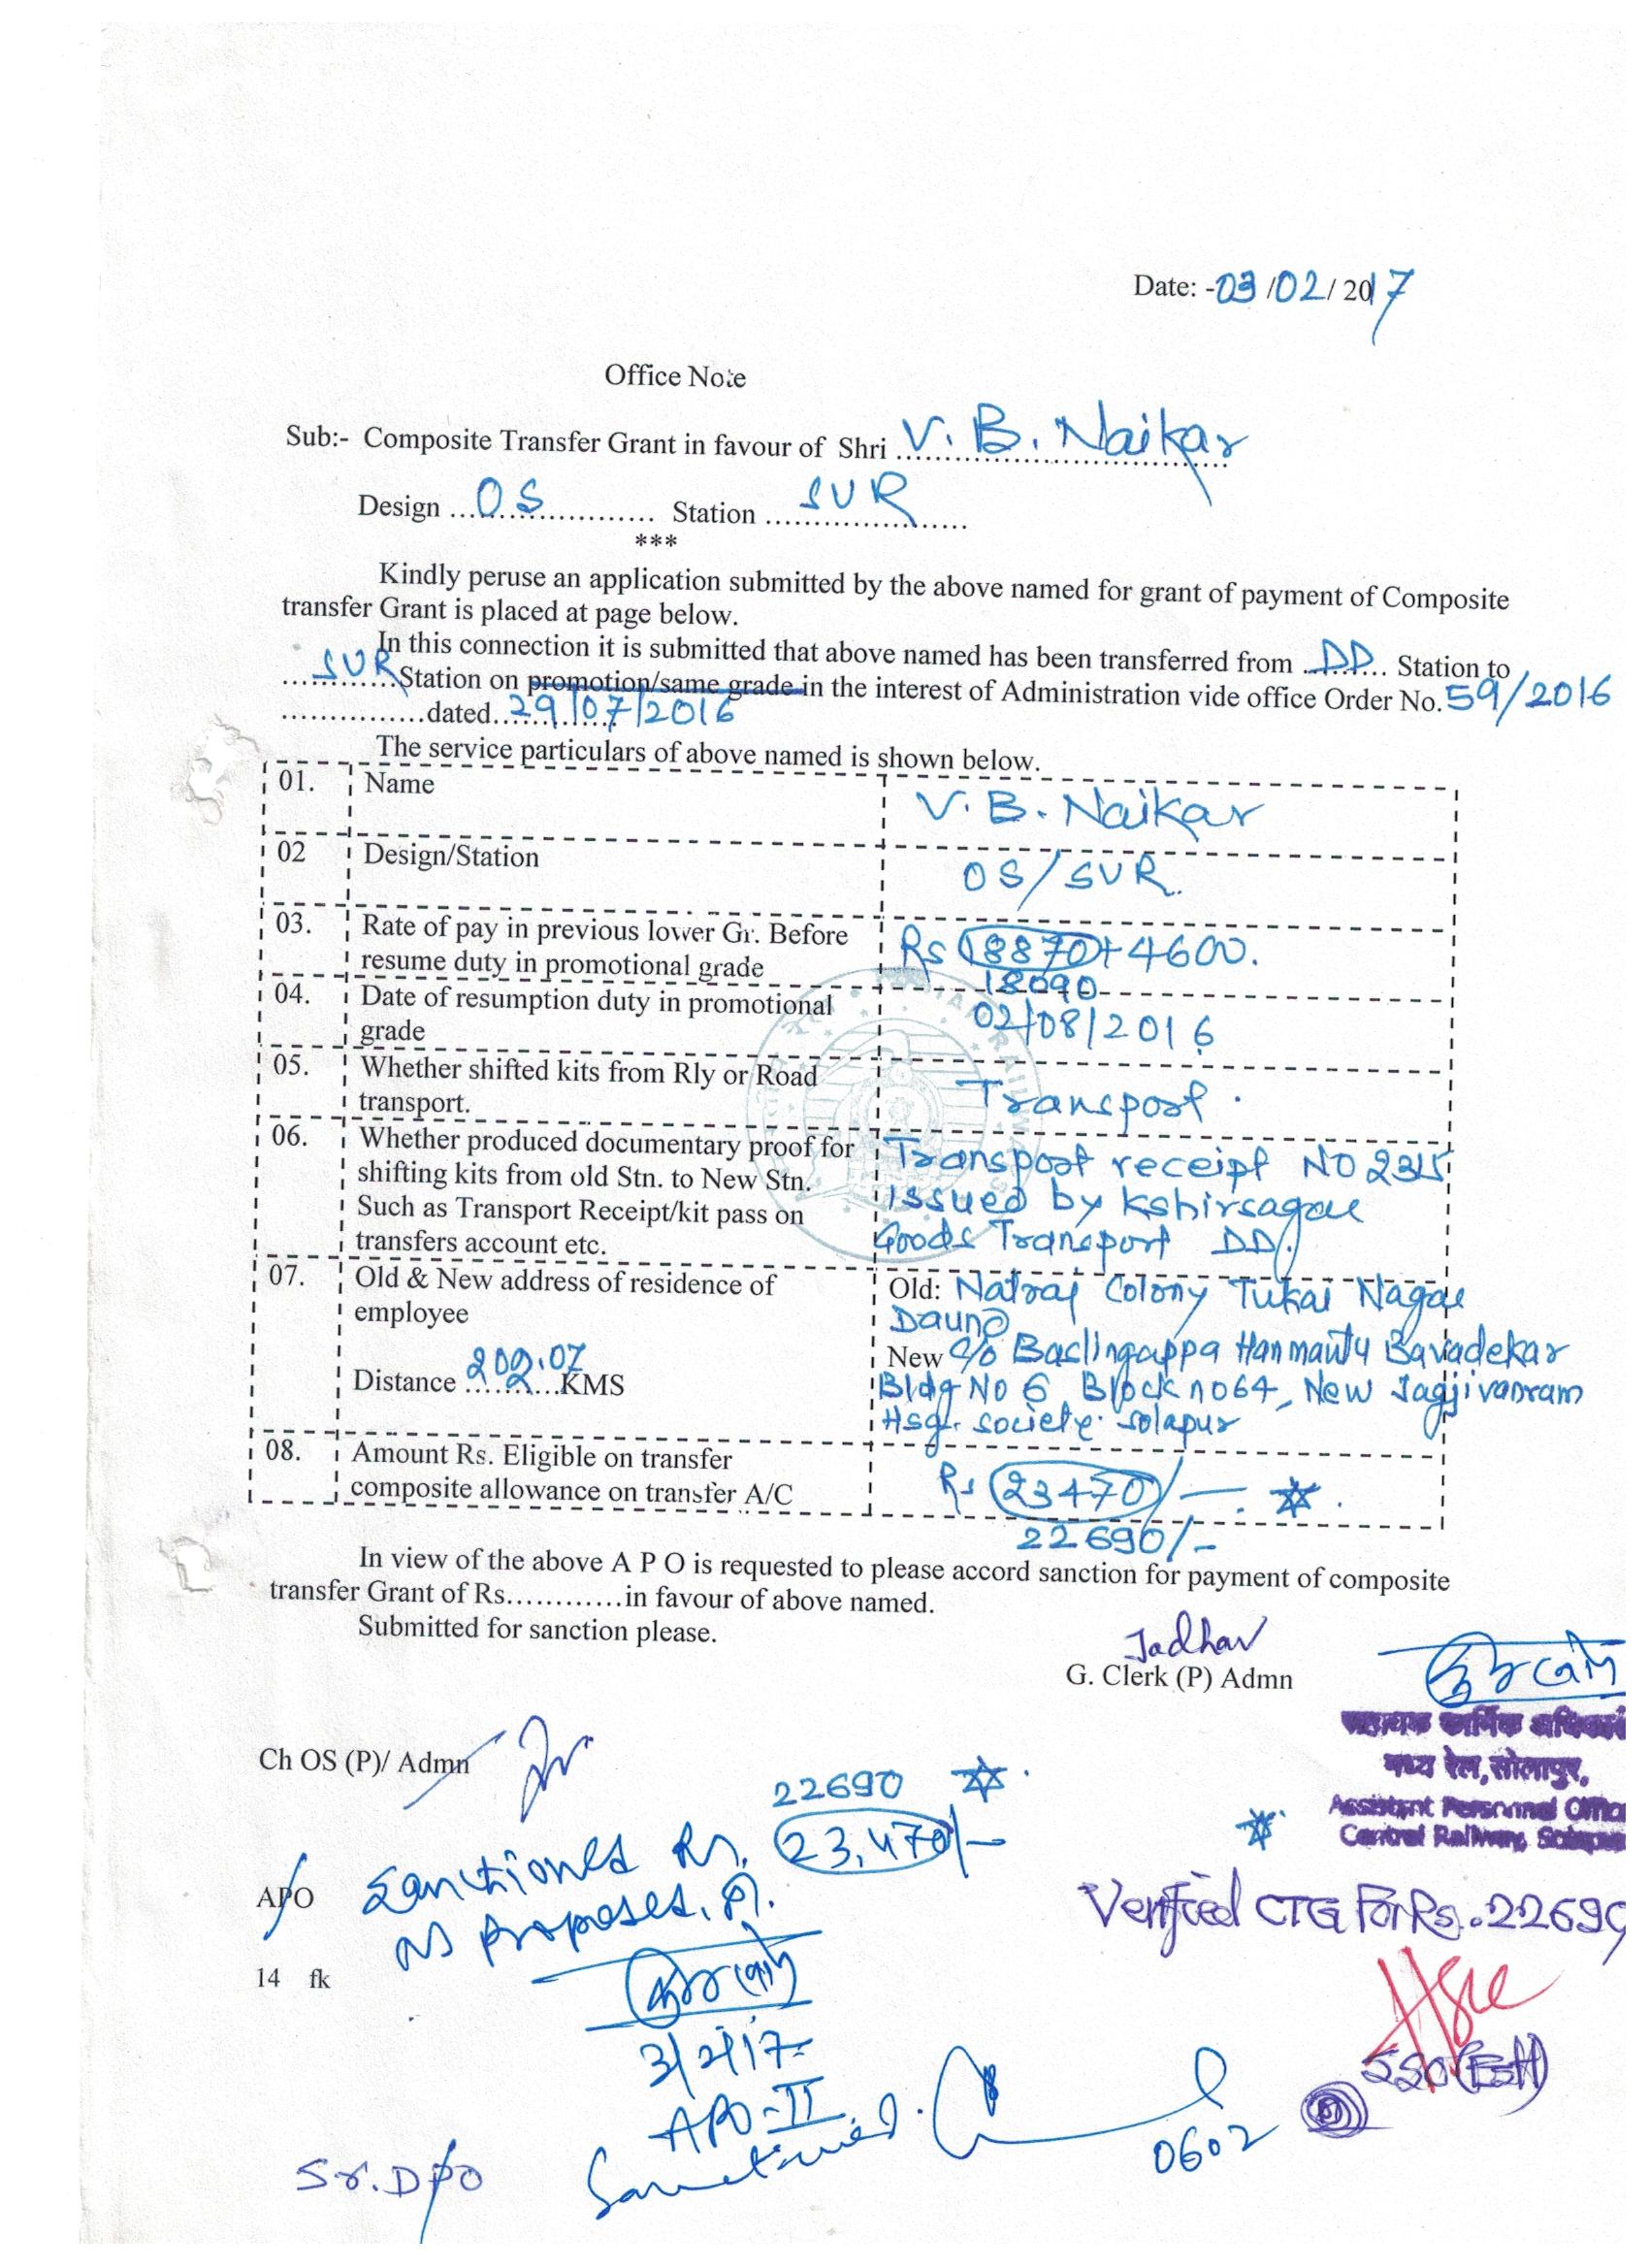 Date: -03/02/2017
Office Note
Sub:- Composite Transfer Grant in favour of Shri V. B. Naikar
Design ...OS.................... Station ...SUR..................
***
Kindly peruse an application submitted by the above named for grant of payment of Composite
transfer Grant is placed at page below.
In this connection it is submitted that above named has been transferred from ..DD... Station to
...SUR...Station on promotion/same grade in the interest of Administration vide office Order No.59/2016
................dated..29/07/2016
The service particulars of above named is shown below.
01. Name V. B. Naikar
02 Design/Station OS/SUR.
03. Rate of pay in previous lower Gr. Before Rs 18870+4600.
resume duty in promotional grade 18090
04. Date of resumption duty in promotional 02/08/2016
grade
05. Whether shifted kits from Rly or Road Transport.
transport.
06. Whether produced documentary proof for Transport receipt NO 2315
shifting kits from old Stn. to New Stn. issued by Kshirsagar
Such as Transport Receipt/kit pass on Goods Transport DD.
transfers account etc.
07. Old & New address of residence of Old: Natraj Colony Tukai Nagar
employee Daund
New c/o Baslingappa Hanmantu Bavadekar
Distance 202.07 KMS Bldg No 6 Block no 64, New Jagjivanram
Hsg. society. Solapur
08. Amount Rs. Eligible on transfer Rs 23470/-
composite allowance on transfer A/C
22690/-
In view of the above A P O is requested to please accord sanction for payment of composite
transfer Grant of Rs............in favour of above named.
Submitted for sanction please.
Jadhav
G. Clerk (P) Admn
सहायक कार्मिक अधिकारी
मध्य रेल, सोलापुर,
Assistant Personnel Office
Central Railway, Solapur
Ch OS (P)/ Admn
22690
Sanctioned Rs. 23,470/-
APO
as proposed, pl.
Verified CTG For Rs. 22690
14 fk
3/2/17
SSO(Estt)
APO-II
Sanctioned.
0602
Sr.DPO